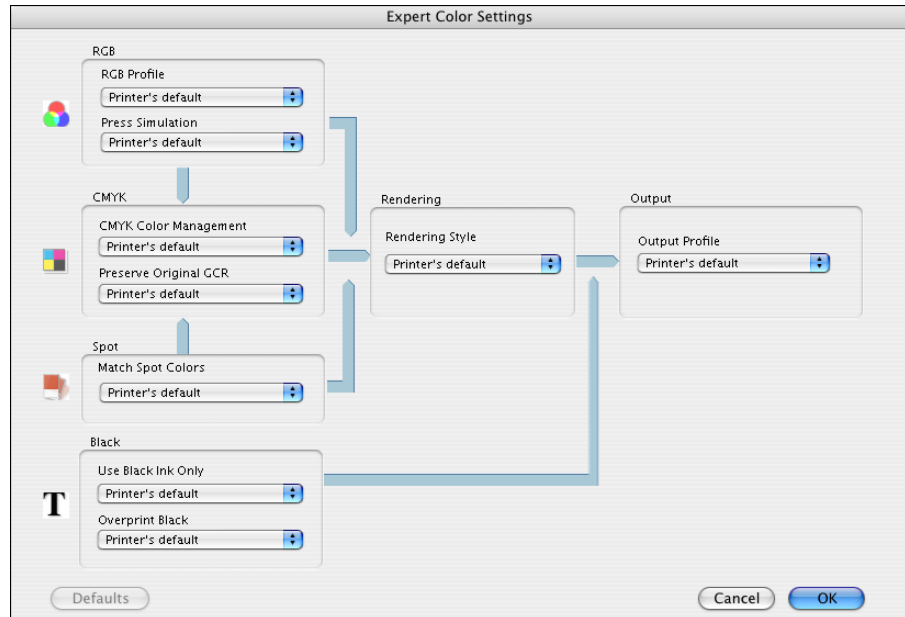 Expert Color Settings
RGB
RGB Profile
Printer's default
Press Simulation
Printer's default
CMYK
CMYK Color Management
Printer's default
Preserve Original GCR
Printer's default
Spot
Match Spot Colors
Printer's default
Black
Use Black Ink Only
Printer's default
Overprint Black
Printer's default
Rendering
Rendering Style
Printer's default
Output
Output Profile
Printer's default
T
Defaults
Cancel
OK